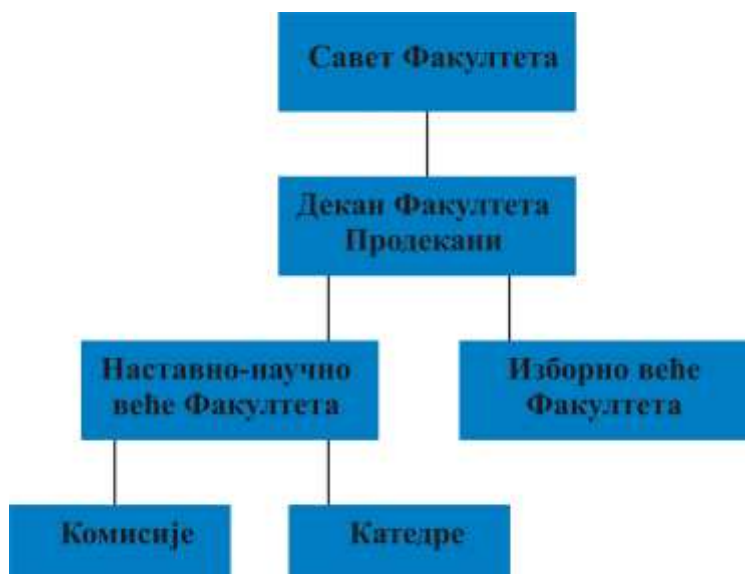 Савет Факултета
Декан Факултета
Продекани
Наставно-научно
веће Факултета
Изборно веће
Факултета
Комисије
Катедре